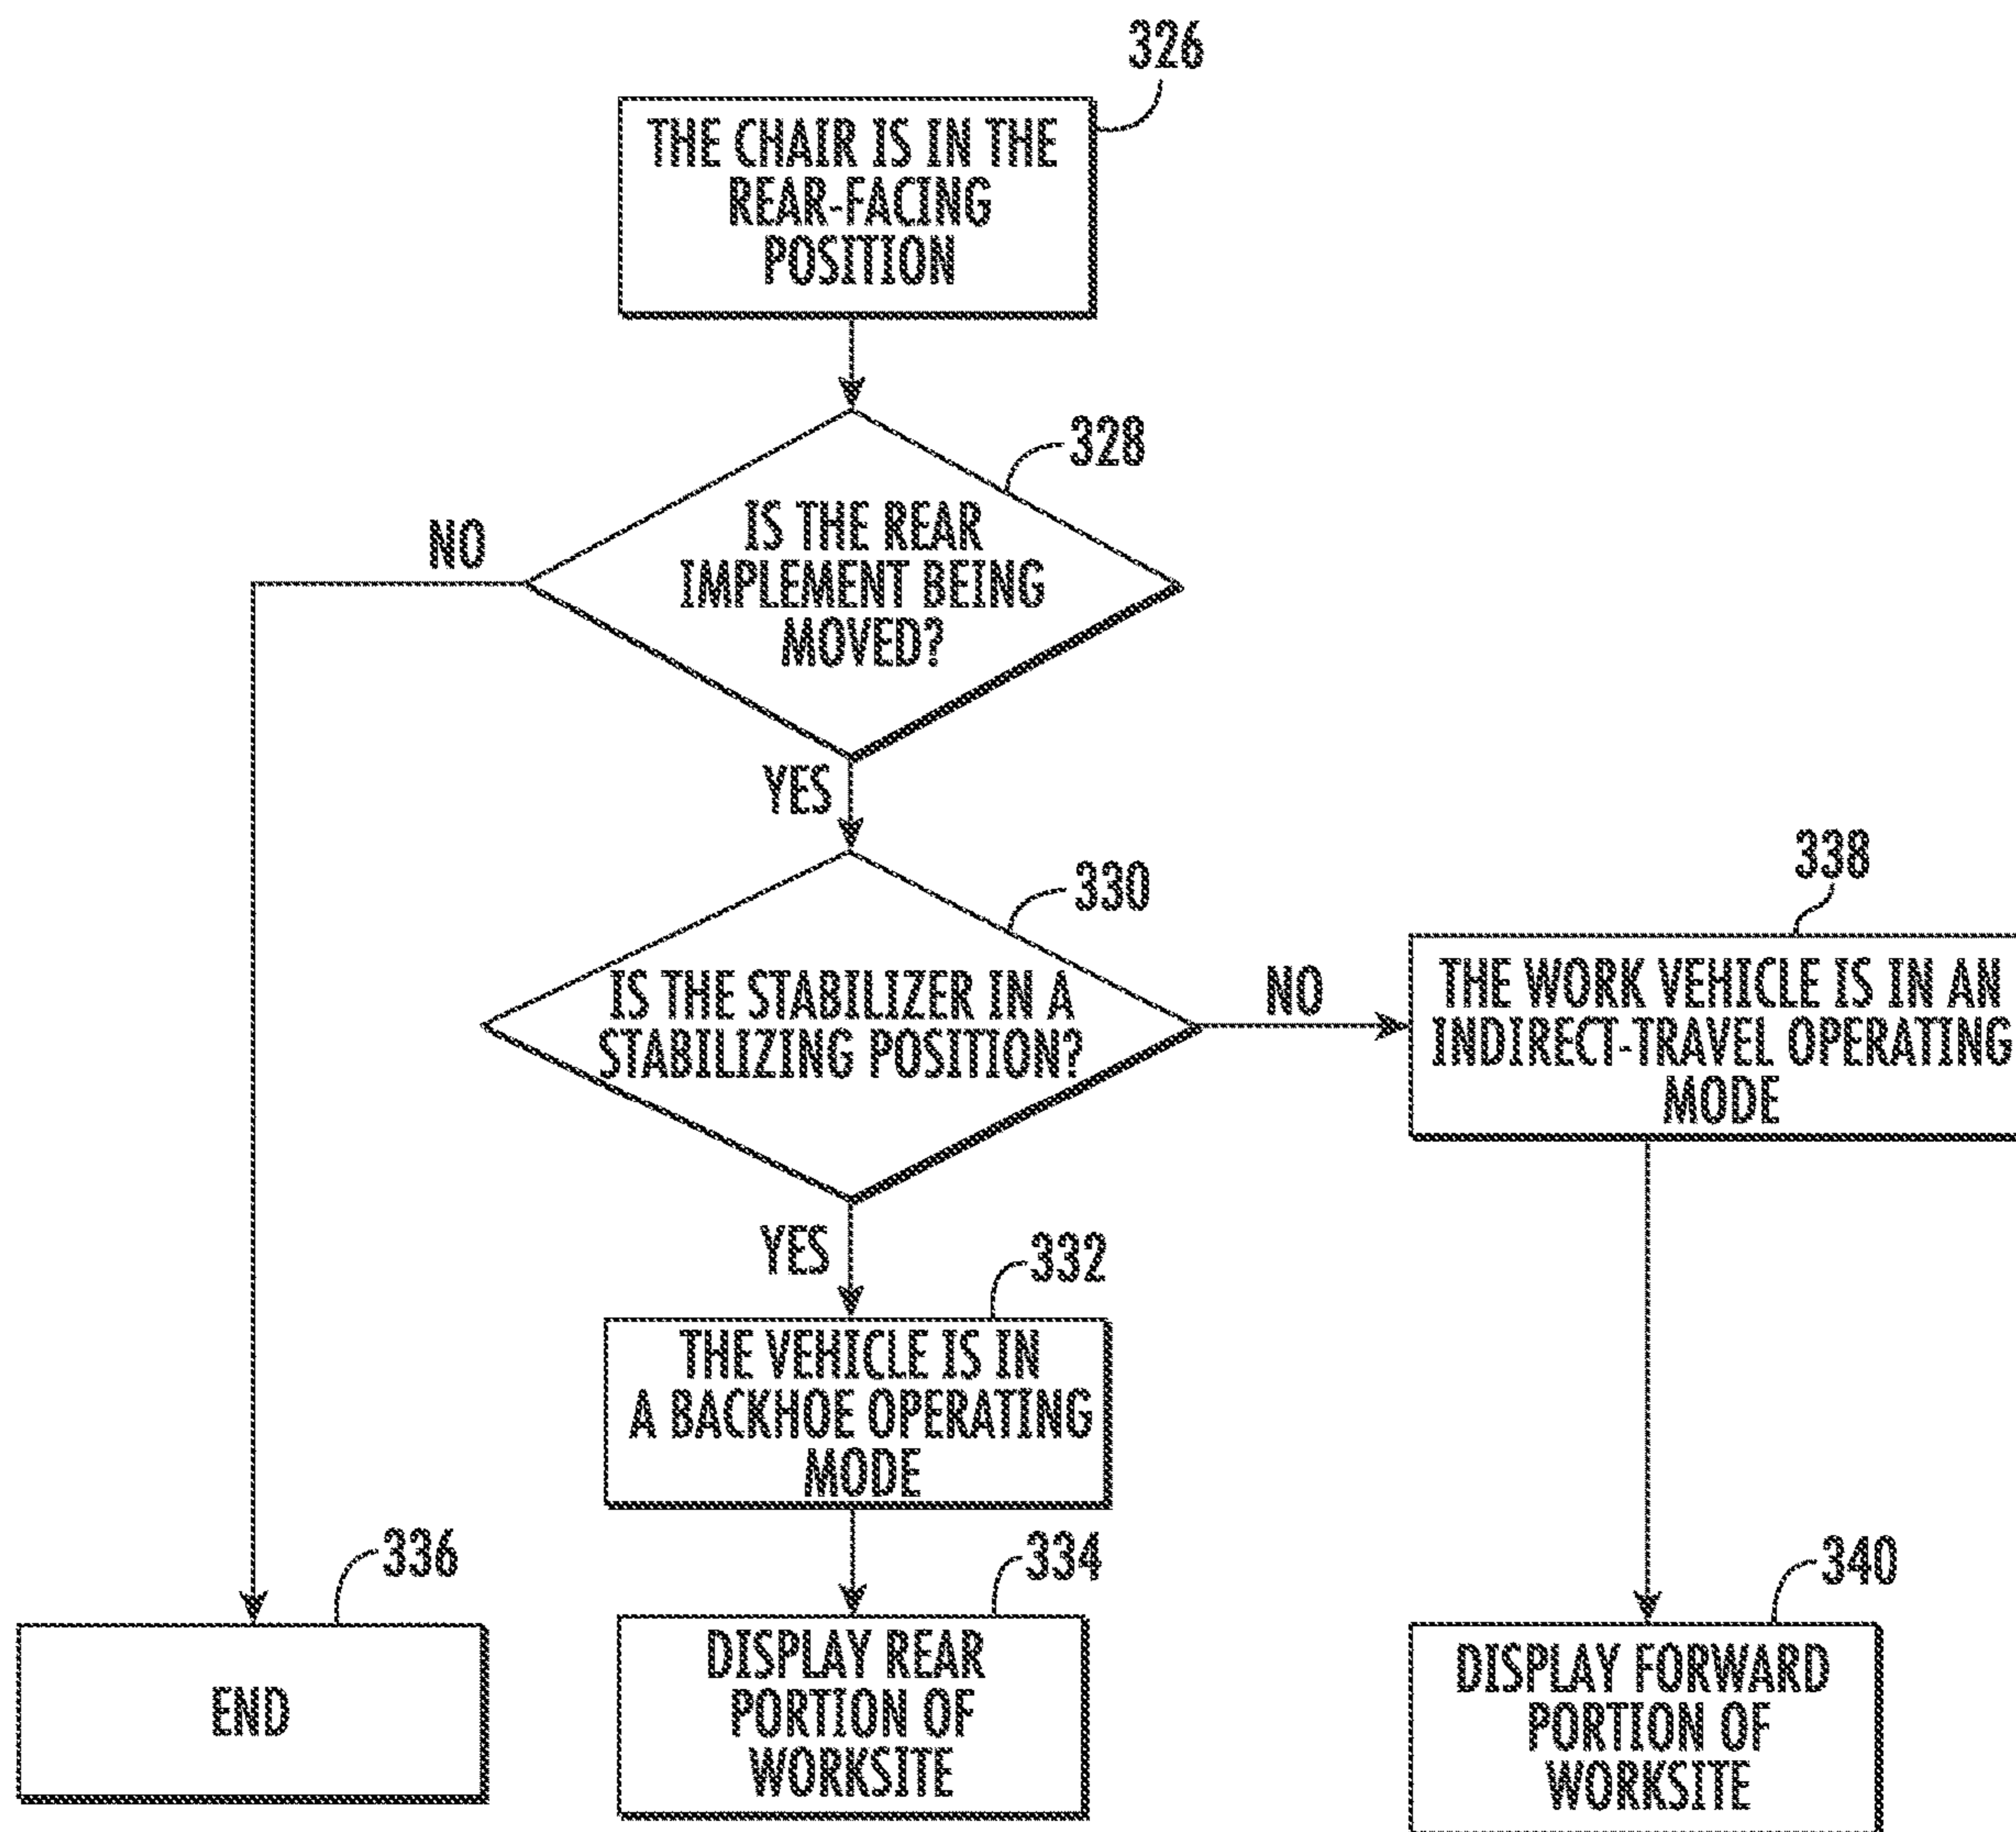 326
THE CHAIR IS IN THE
REAR-FACING
POSITION
328
IS THE REAR
IMPLEMENT BEING
MOVED?
NO
YES
330
IS THE STABILIZER IN A
STABILIZING POSITION?
NO
338
THE WORK VEHICLE IS IN AN
INDIRECT-TRAVEL OPERATING
MODE
YES
332
THE VEHICLE IS IN
A BACKHOE OPERATING
MODE
336
END
334
DISPLAY REAR
PORTION OF
WORKSITE
340
DISPLAY FORWARD
PORTION OF
WORKSITE